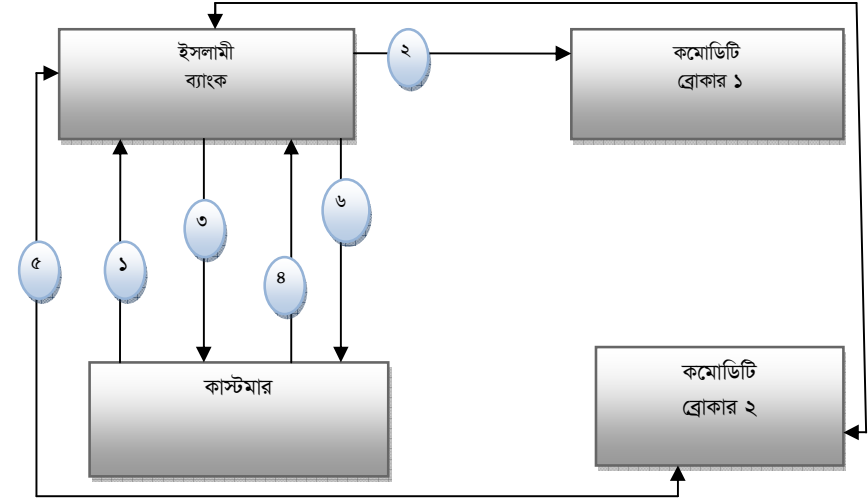 ইসলামী
ব্যাংক
২
কমোডিটি
ব্রোকার ১
৬
৩
৫
১
৪
কাস্টমার
কমোডিটি
ব্রোকার ২